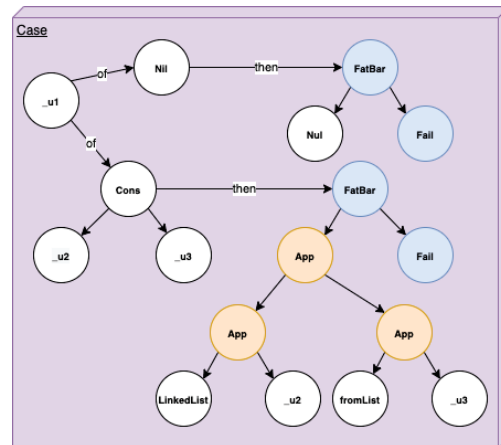 Case
_u1
of
Nil
then
FatBar
Nul
Fail
of
Cons
then
FatBar
_u2
_u3
App
Fail
App
App
LinkedList
_u2
fromList
_u3